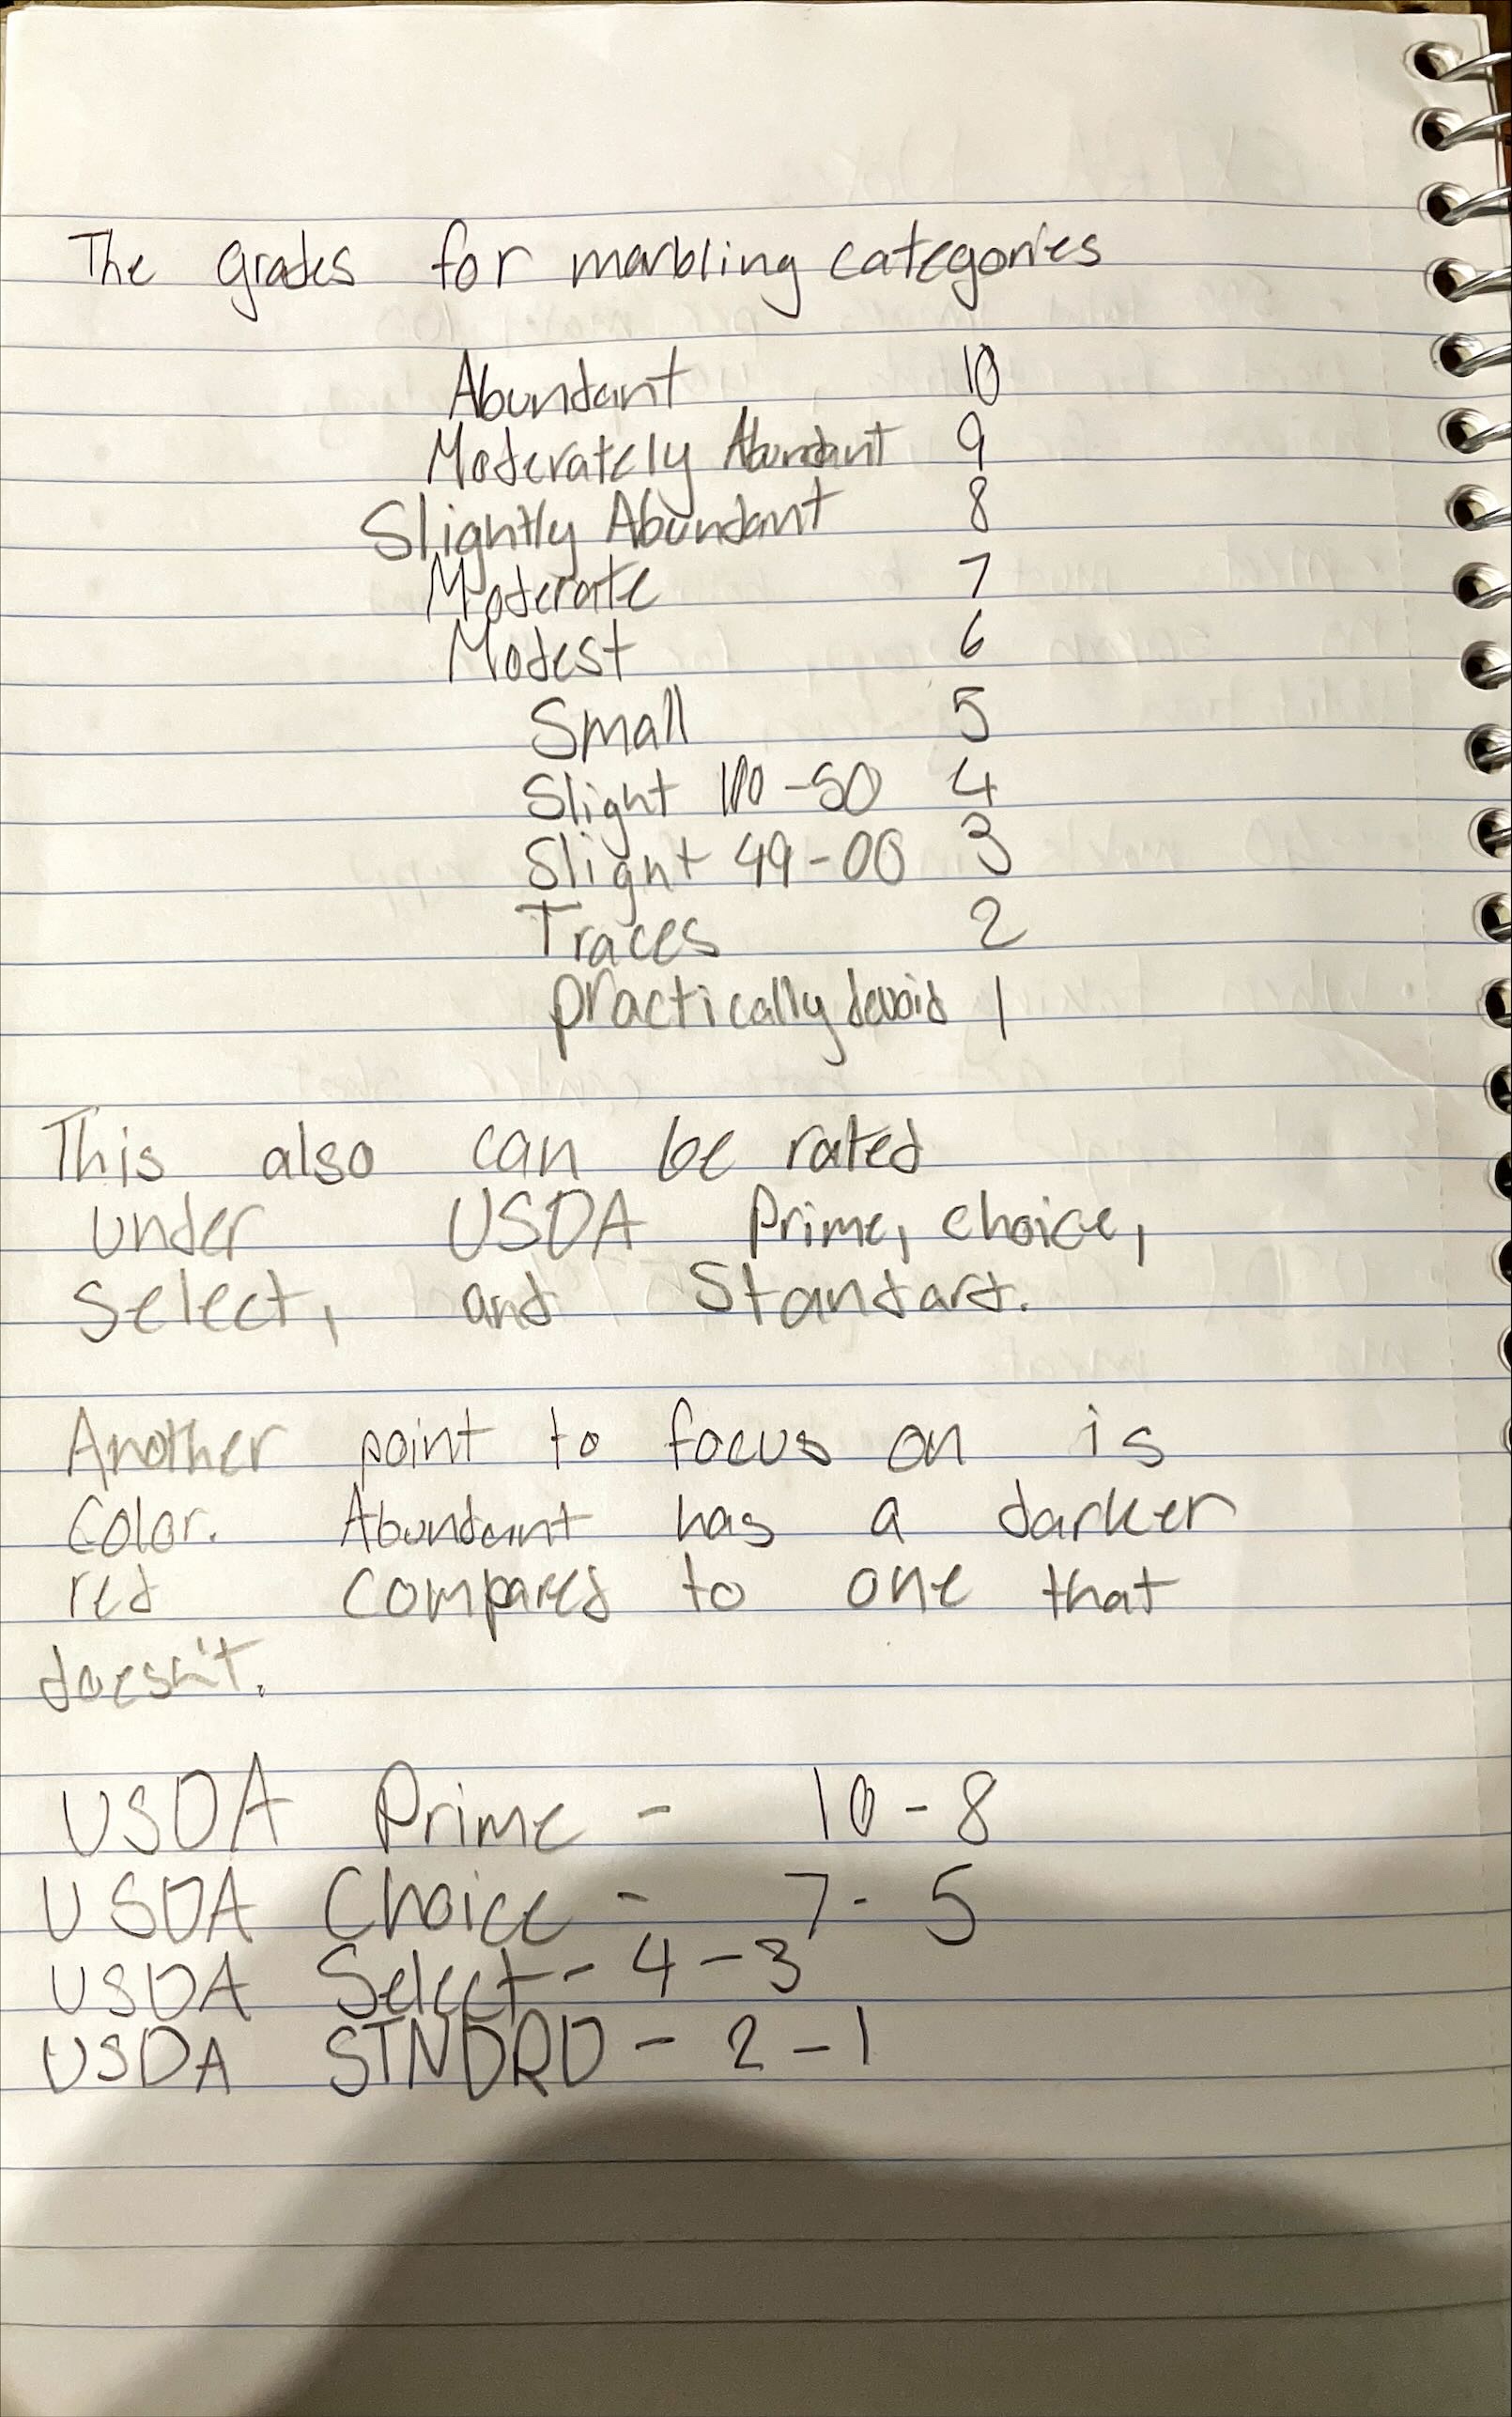 The grades for marbling categories
Abundant 10
Moderately Abundant 9
Slightly Abundant 8
Moderate 7
Modest 6
Small 5
Slight 100-50 4
Slight 49-00 3
Traces 2
practically devoid 1
This also can be rated
under USDA Prime, choice,
Select, and Standard.
Another point to focus on is
Color. Abundant has a darker
red compared to one that
doesn't.
USDA Prime - 10-8
USDA Choice - 7-5
USDA Select - 4-3
USDA STNDRD - 2-1